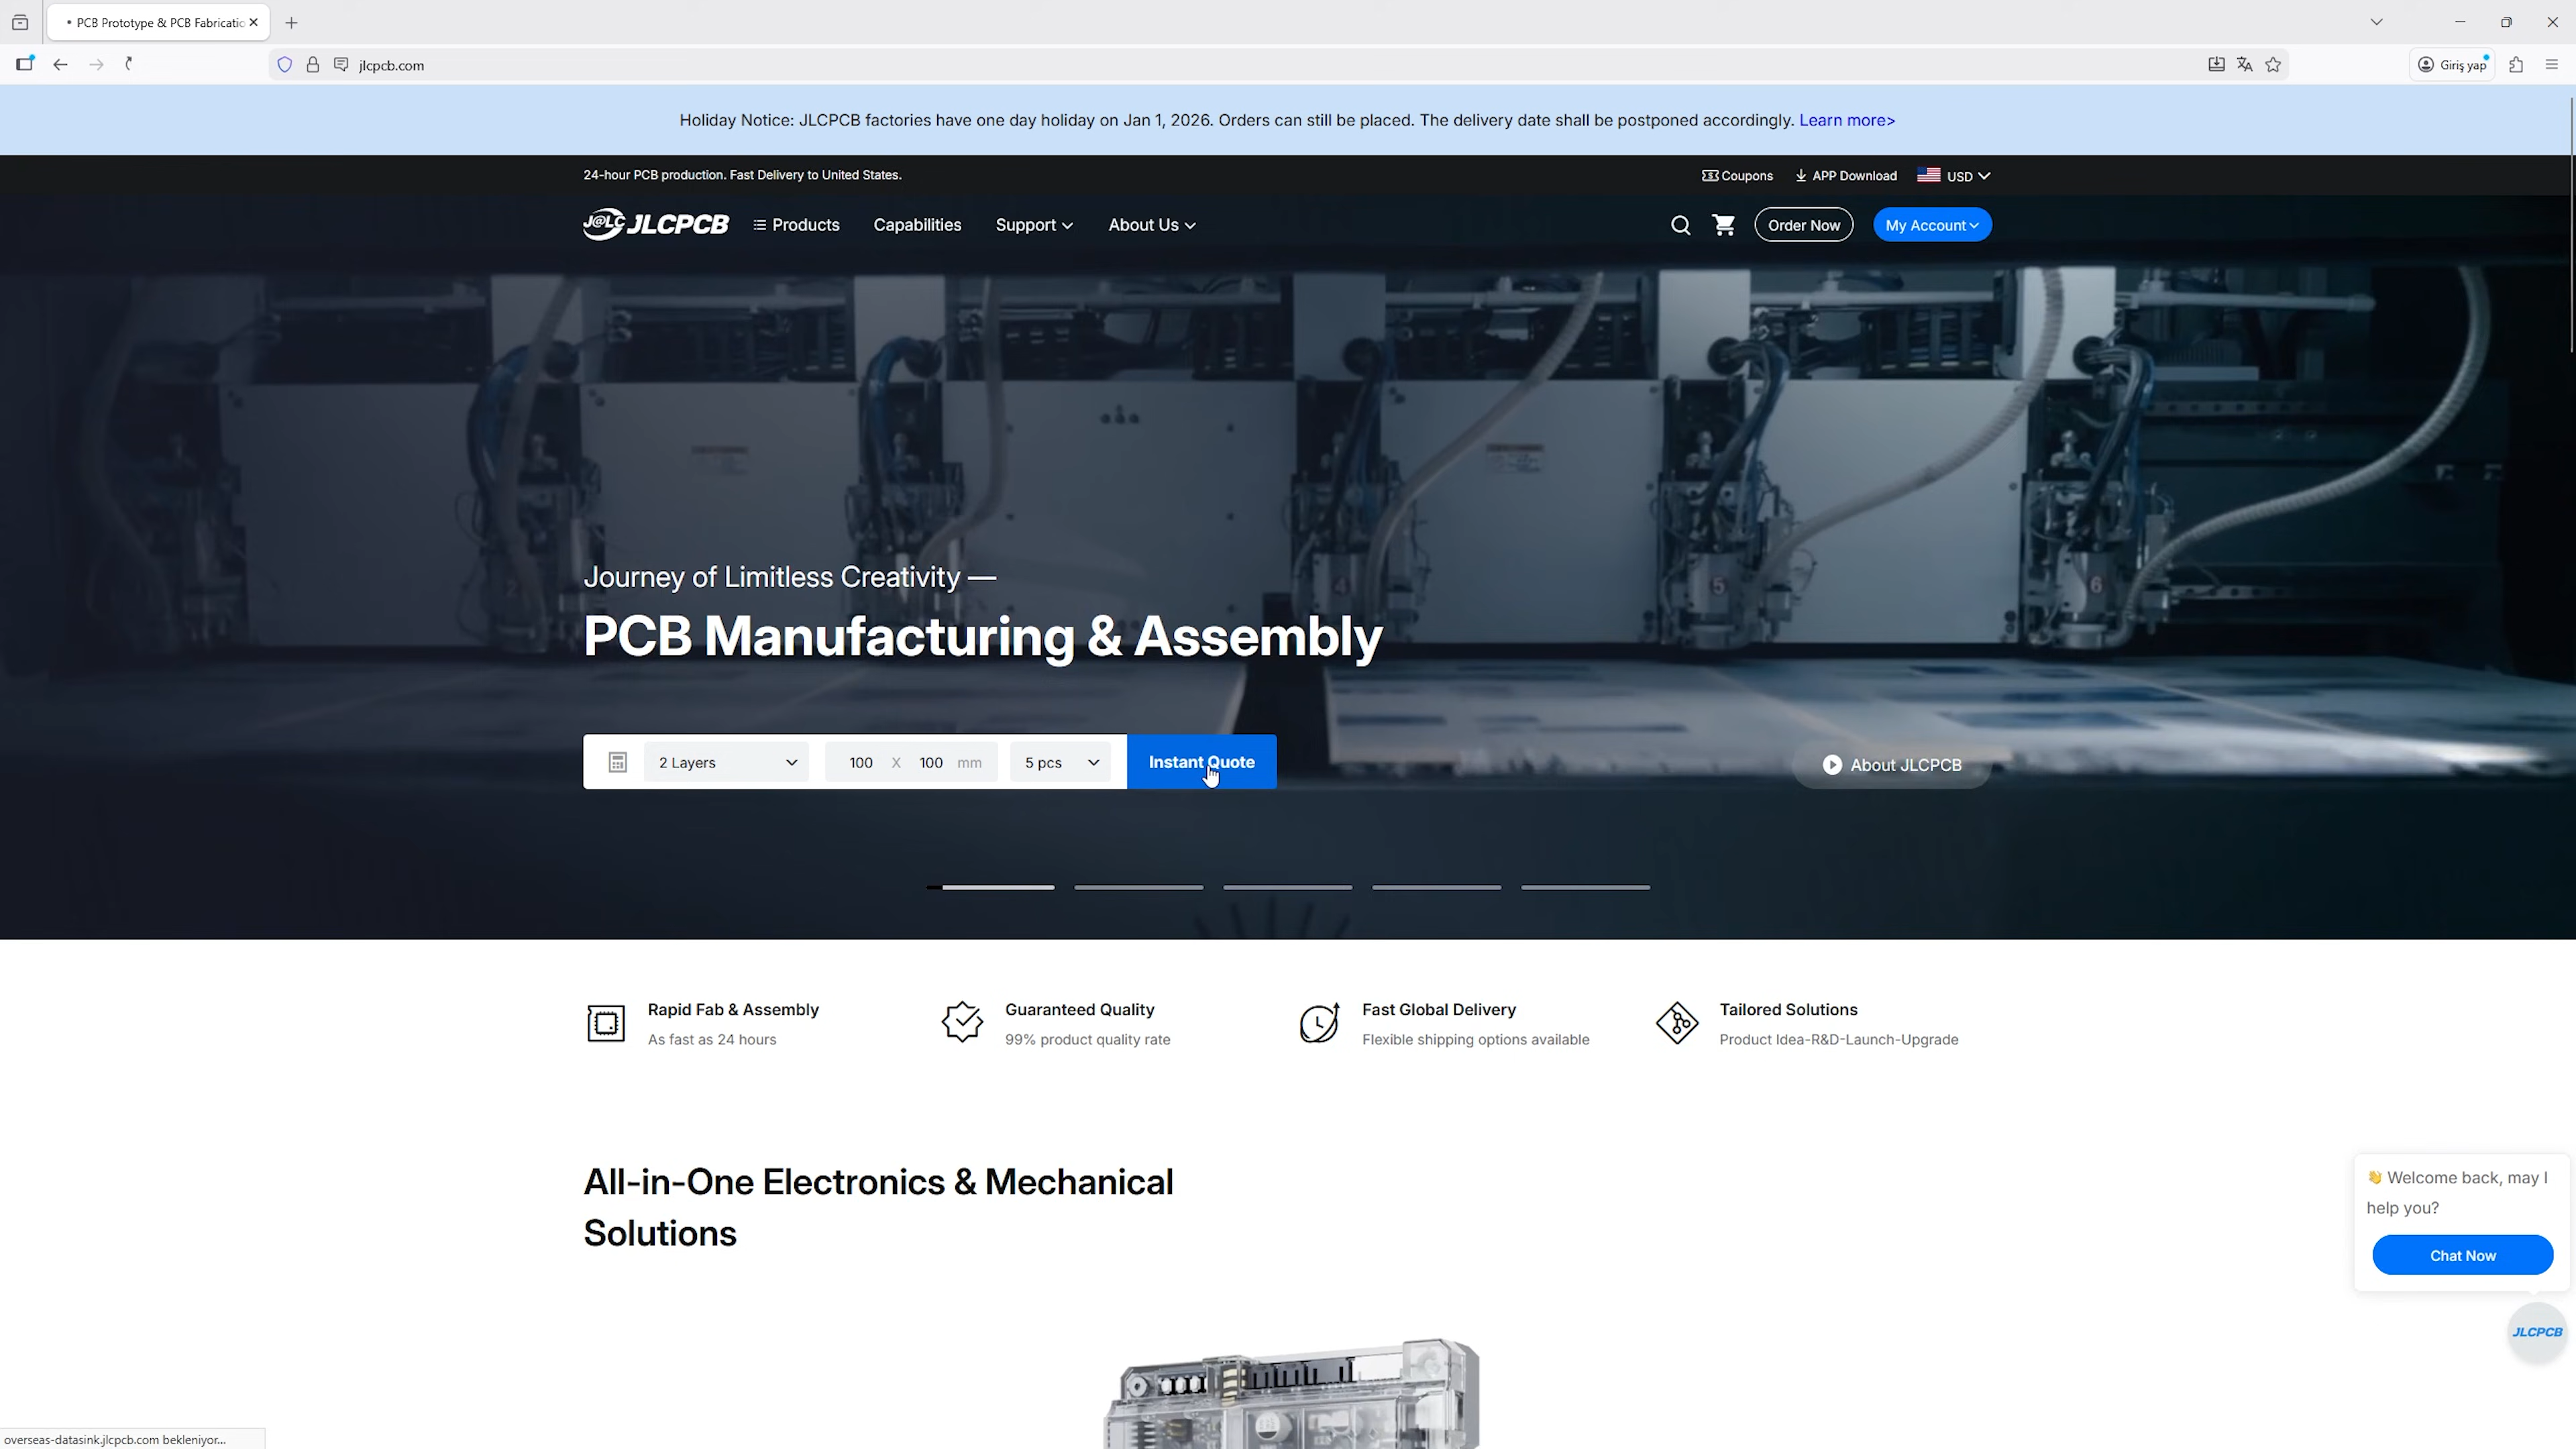 PCB Prototype & PCB Fabricatic
jlcpcb.com
Giriş yap
Holiday Notice: JLCPCB factories have one day holiday on Jan 1, 2026. Orders can still be placed. The delivery date shall be postponed accordingly. Learn more>
24-hour PCB production. Fast Delivery to United States.
Coupons
APP Download
USD
J@LC JLCPCB
Products
Capabilities
Support
About Us
Order Now
My Account
4
5
6
Journey of Limitless Creativity —
PCB Manufacturing & Assembly
2 Layers
100 X 100 mm
5 pcs
Instant Quote
About JLCPCB
Rapid Fab & Assembly
As fast as 24 hours
Guaranteed Quality
99% product quality rate
Fast Global Delivery
Flexible shipping options available
Tailored Solutions
Product Idea-R&D-Launch-Upgrade
All-in-One Electronics & Mechanical
Solutions
👋 Welcome back, may I
help you?
Chat Now
JLCPCB
overseas-datasink.jlcpcb.com bekleniyor...